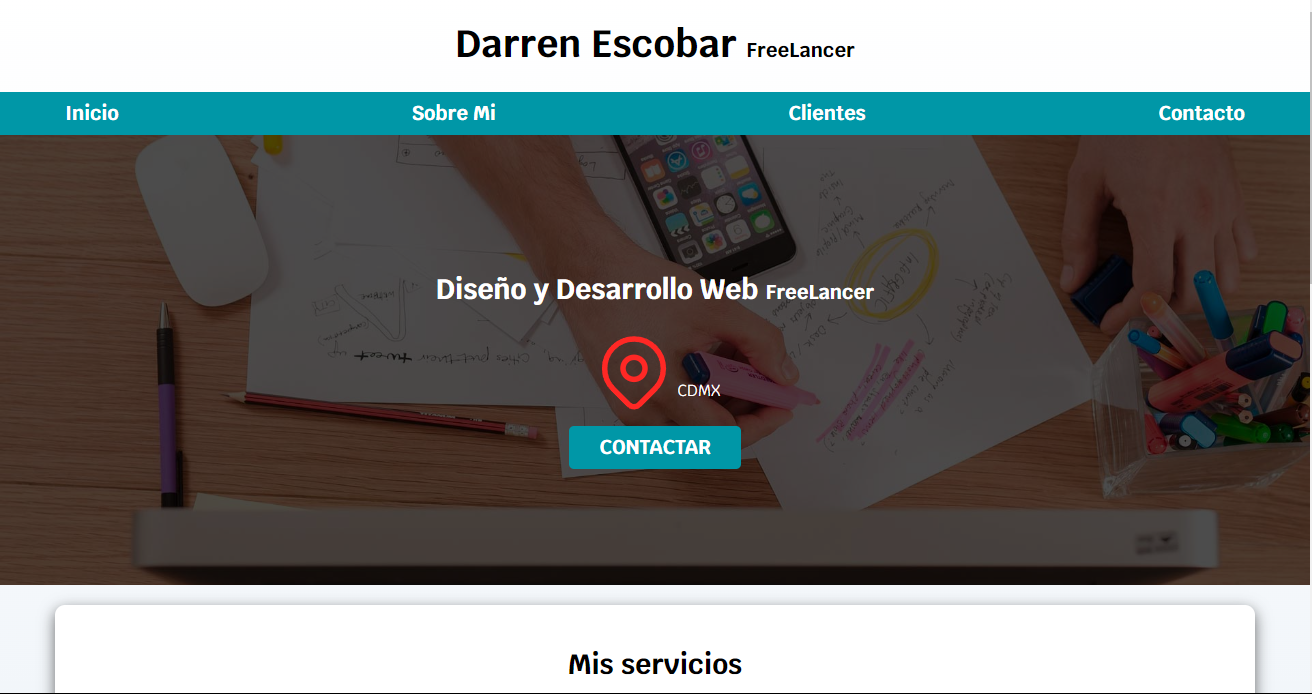 Darren Escobar FreeLancer
Inicio Sobre Mi Clientes Contacto
Diseño y Desarrollo Web FreeLancer
CDMX
CONTACTAR
Mis servicios